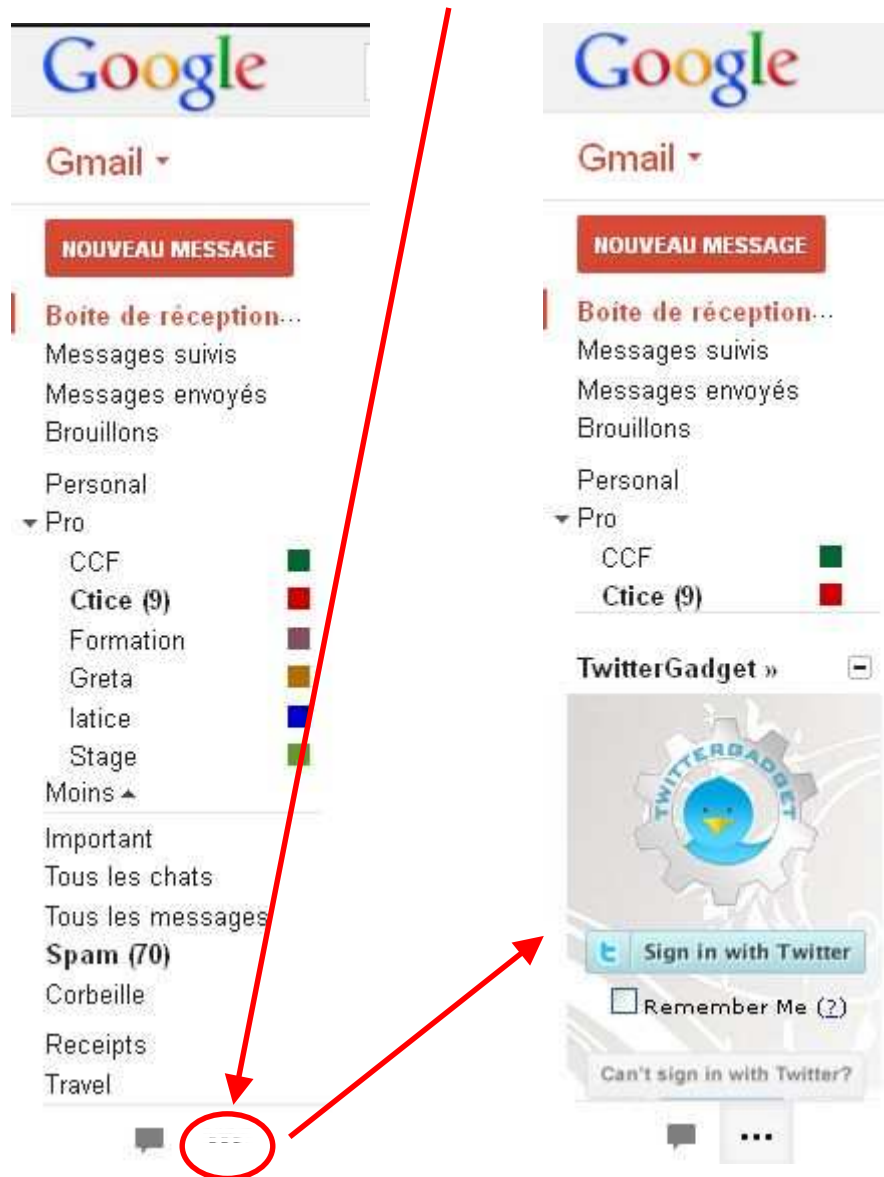 Google
Gmail
NOUVEAU MESSAGE
Boîte de réception...
Messages suivis
Messages envoyés
Brouillons
Personal
Pro
CCF
Ctice (9)
Formation
Greta
latice
Stage
Moins
Important
Tous les chats
Tous les messages
Spam (70)
Corbeille
Receipts
Travel
Google
Gmail
NOUVEAU MESSAGE
Boîte de réception...
Messages suivis
Messages envoyés
Brouillons
Personal
Pro
CCF
Ctice (9)
TwitterGadget »
TWITTERGADGET
Sign in with Twitter
Remember Me (?)
Can't sign in with Twitter?